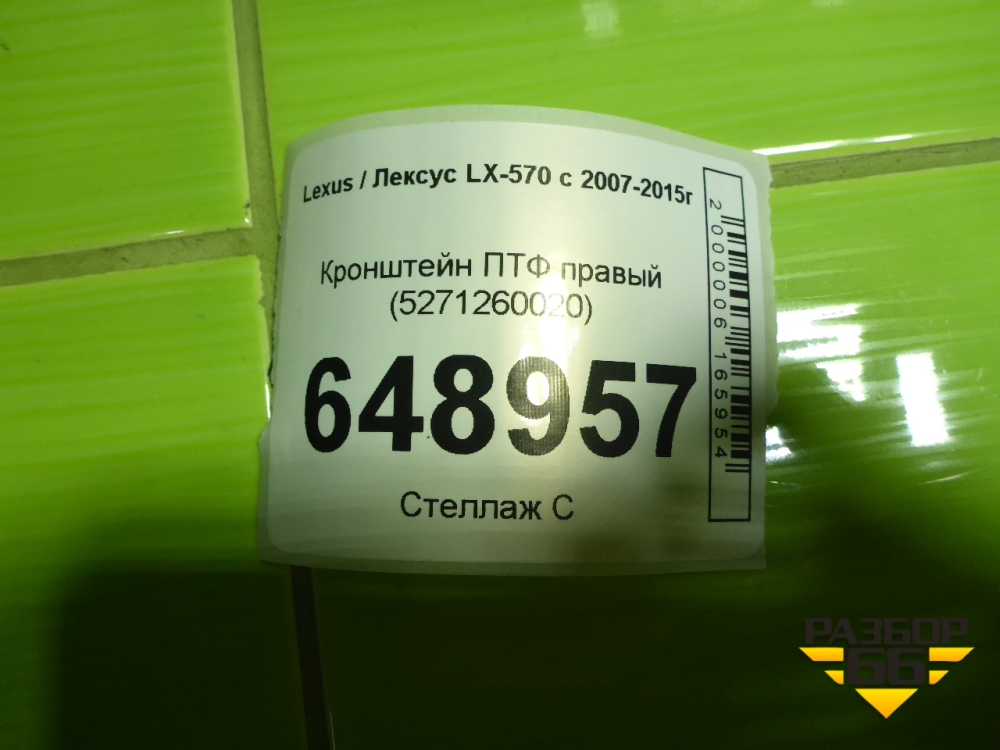 Lexus / Лексус LX-570 с 2007-2015г
Кронштейн ПТФ правый
(5271260020)
648957
Стеллаж С
2000006165954
РАЗБОР
66